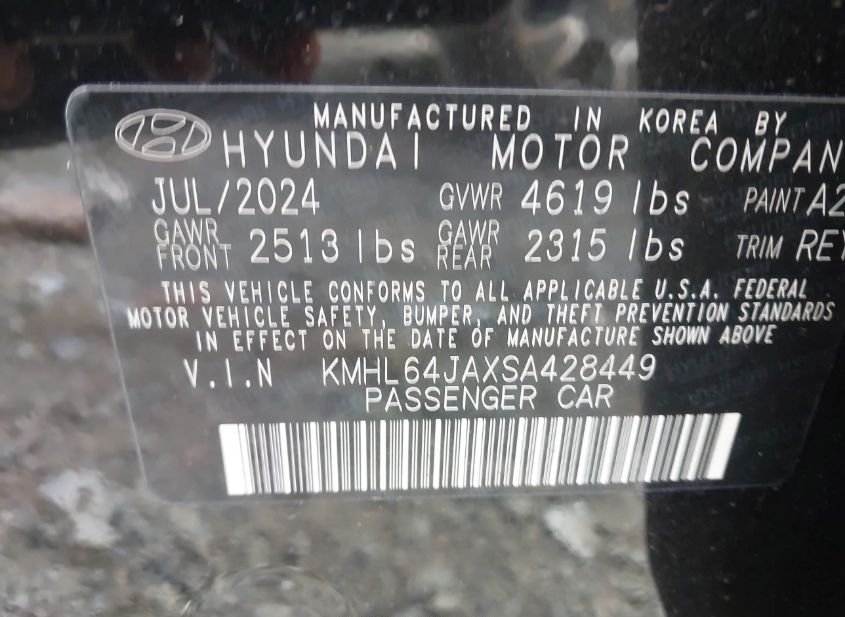 MANUFACTURED IN KOREA BY
HYUNDAI MOTOR COMPAN
JUL/2024 GVWR 4619 lbs PAINT A2
GAWR FRONT 2513 lbs GAWR REAR 2315 lbs TRIM REY
THIS VEHICLE CONFORMS TO ALL APPLICABLE U.S.A. FEDERAL
MOTOR VEHICLE SAFETY, BUMPER, AND THEFT PREVENTION STANDARDS
IN EFFECT ON THE DATE OF MANUFACTURE SHOWN ABOVE
V.I.N KMHL64JAXSA428449
PASSENGER CAR